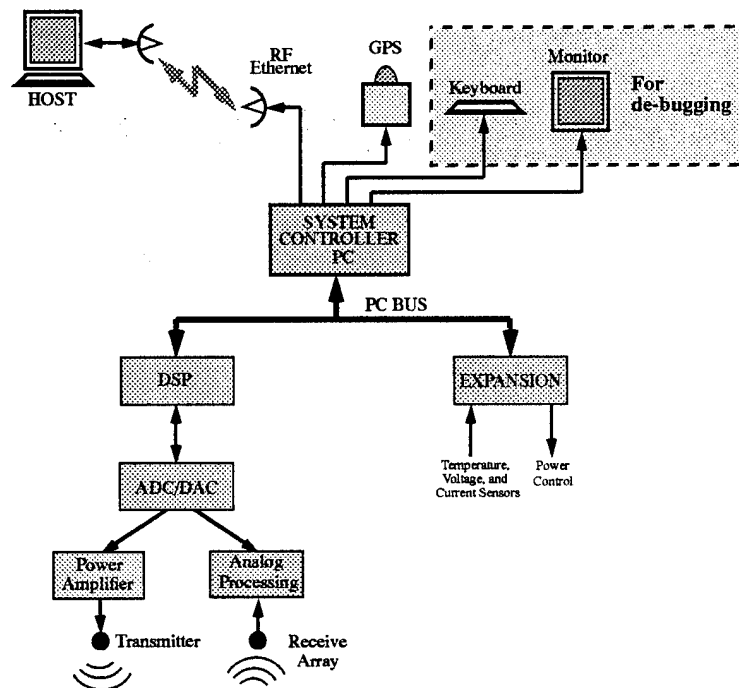 HOST
RF
Ethernet
GPS
Keyboard
Monitor
For
de-bugging
SYSTEM
CONTROLLER
PC
PC BUS
DSP
EXPANSION
ADC/DAC
Temperature,
Voltage, and
Current Sensors
Power
Control
Power
Amplifier
Analog
Processing
Transmitter
Receive
Array